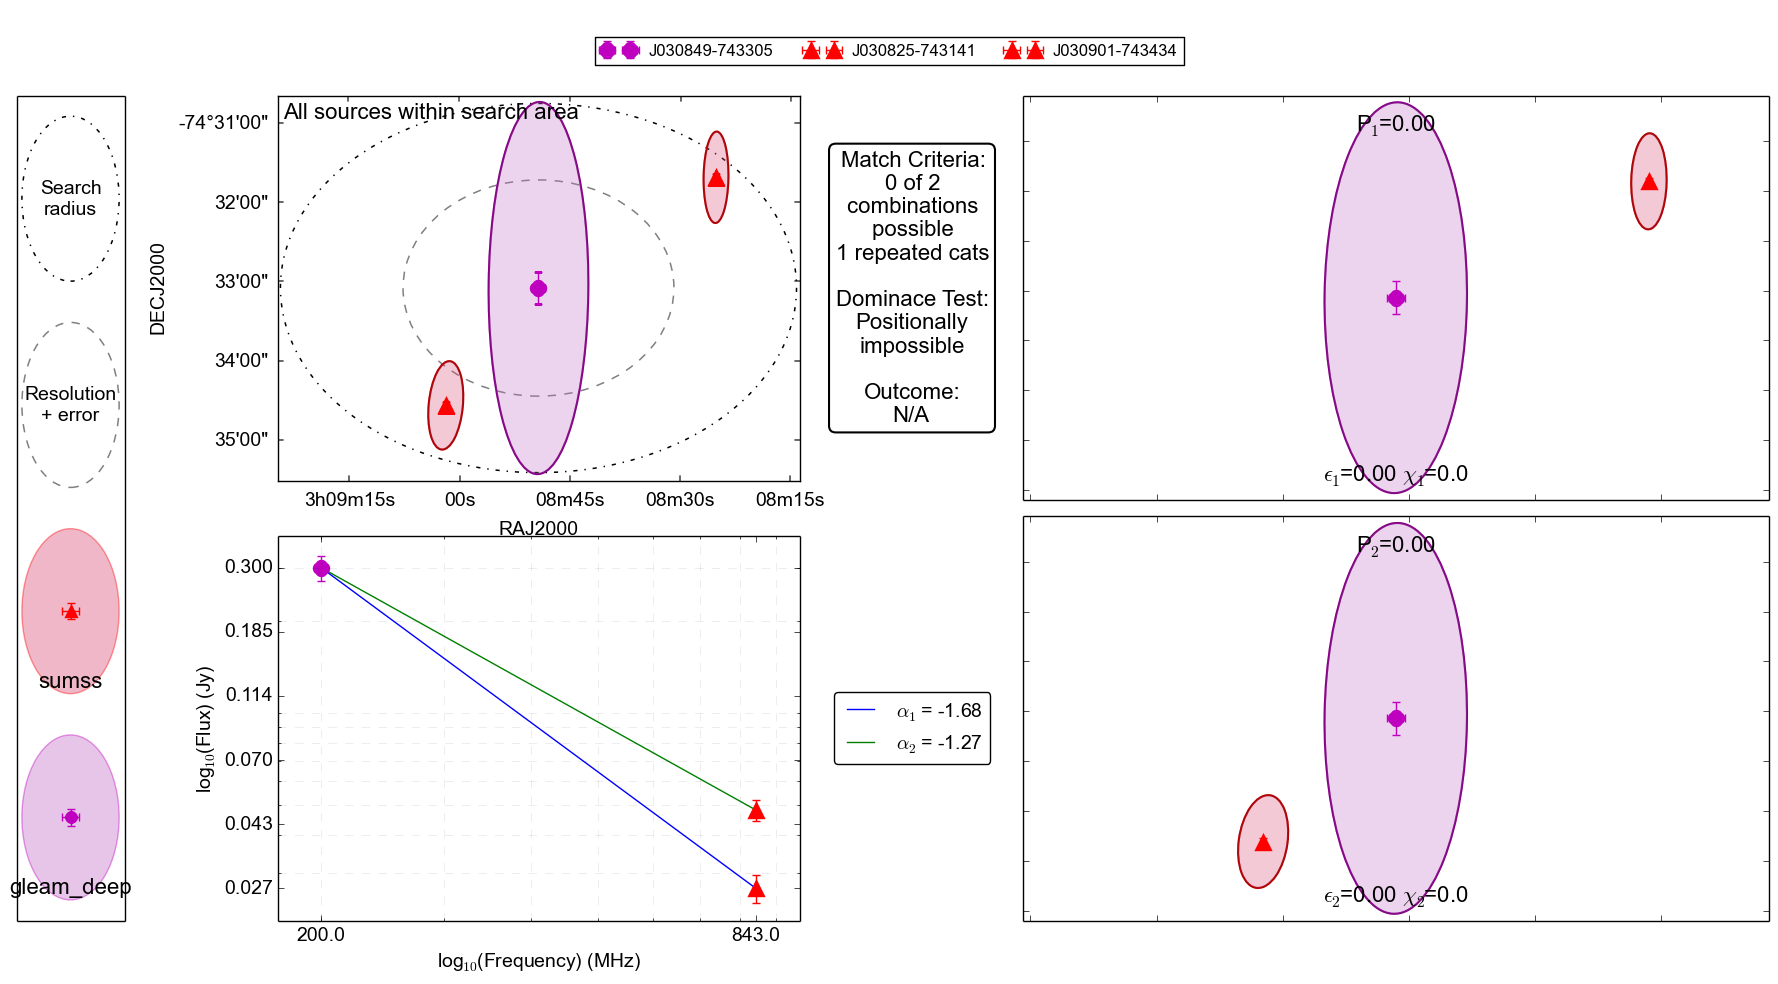 J030849-743305 J030825-743141 J030901-743434
Search
radius
Resolution
+ error
sumss
gleam_deep
All sources within search area
DECJ2000
-74°31'00"
32'00"
33'00"
34'00"
35'00"
3h09m15s 00s 08m45s 08m30s 08m15s
RAJ2000
Match Criteria:
0 of 2
combinations
possible
1 repeated cats
Dominace Test:
Positionally
impossible
Outcome:
N/A
P1=0.00
ϵ1=0.00 χ1=0.0
log10(Flux) (Jy)
0.300
0.185
0.114
0.070
0.043
0.027
200.0 843.0
log10(Frequency) (MHz)
α1 = -1.68
α2 = -1.27
P2=0.00
ϵ2=0.00 χ2=0.0